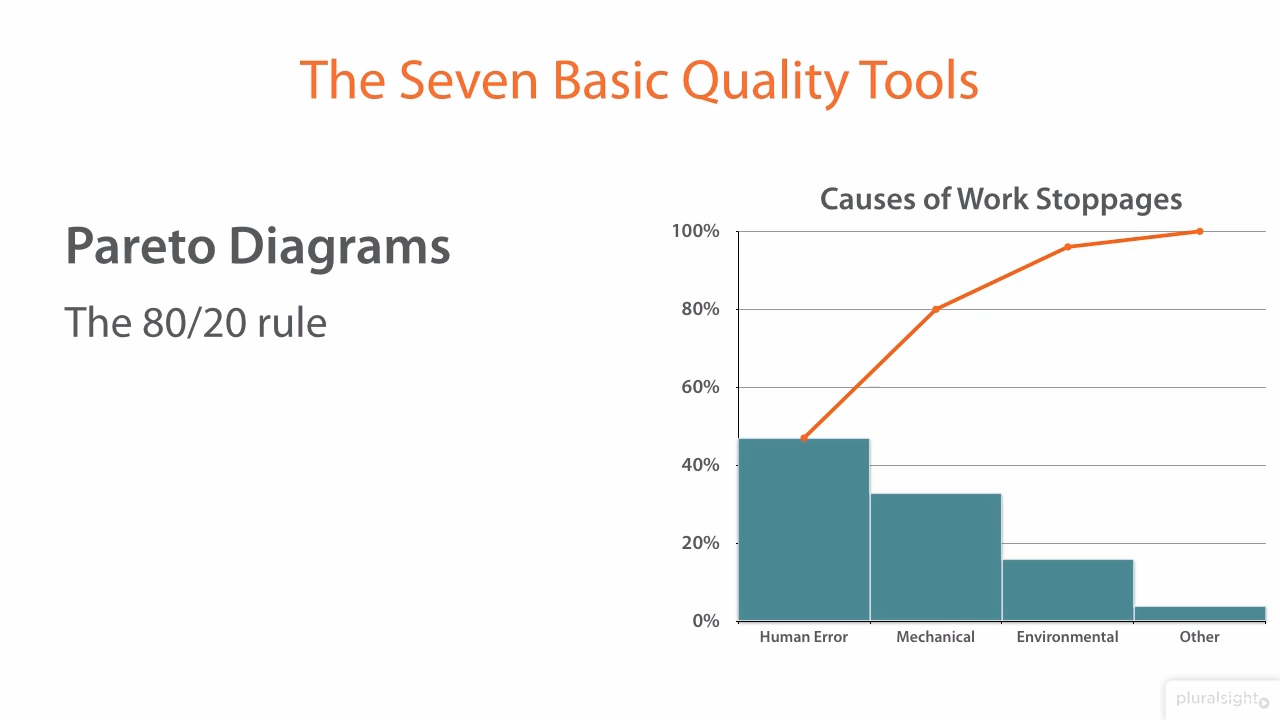 The Seven Basic Quality Tools
Pareto Diagrams
The 80/20 rule
Causes of Work Stoppages
100%
80%
60%
40%
20%
0%
Human Error
Mechanical
Environmental
Other
pluralsight